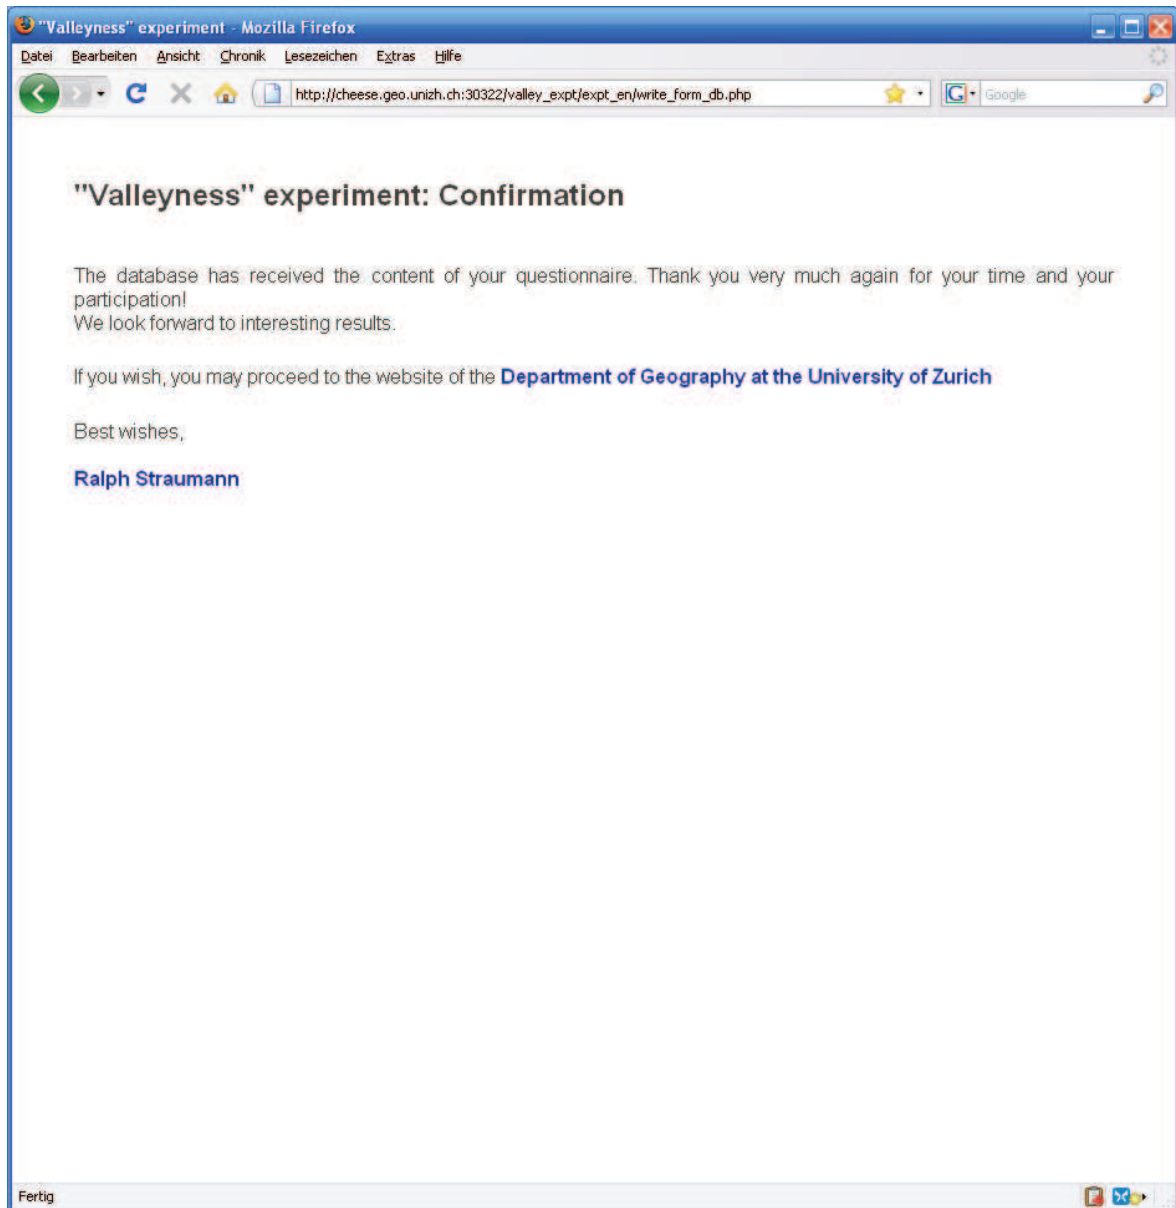 "Valleyness" experiment - Mozilla Firefox
Datei Bearbeiten Ansicht Chronik Lesezeichen Extras Hilfe
http://cheese.geo.unizh.ch:30322/valley_expt/expt_en/write_form_db.php
G Google
"Valleyness" experiment: Confirmation
The database has received the content of your questionnaire. Thank you very much again for your time and your
participation!
We look forward to interesting results.
If you wish, you may proceed to the website of the Department of Geography at the University of Zurich
Best wishes,
Ralph Straumann
Fertig